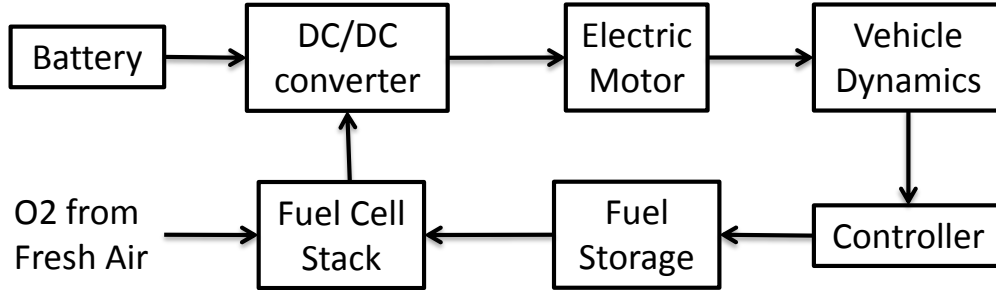 Battery
DC/DC
converter
Electric
Motor
Vehicle
Dynamics
O2 from
Fresh Air
Fuel Cell
Stack
Fuel
Storage
Controller